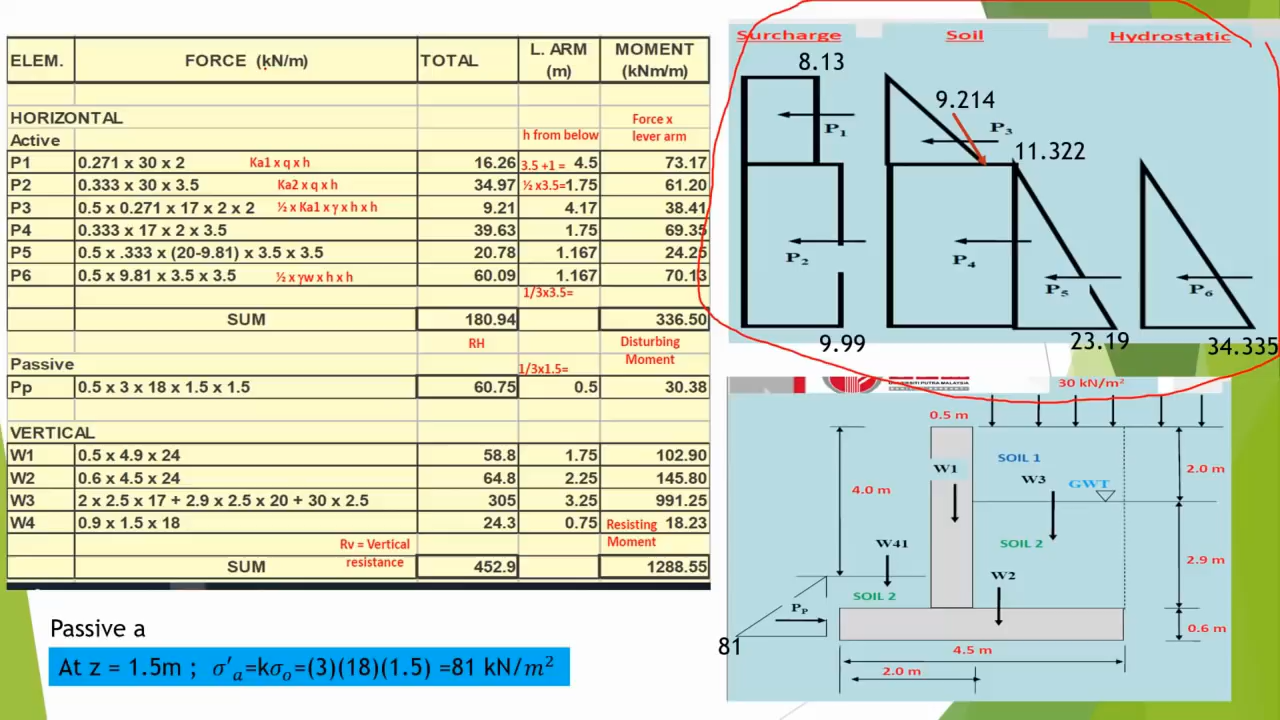 ELEM. FORCE (kN/m) TOTAL L. ARM (m) MOMENT (kNm/m)
HORIZONTAL
Force x lever arm
Active
h from below
P1 0.271 x 30 x 2 Ka1 x q x h 16.26 3.5 +1 = 4.5 73.17
P2 0.333 x 30 x 3.5 Ka2 x q x h 34.97 ½ x3.5= 1.75 61.20
P3 0.5 x 0.271 x 17 x 2 x 2 ½ x Ka1 x γ x h x h 9.21 4.17 38.41
P4 0.333 x 17 x 2 x 3.5 39.63 1.75 69.35
P5 0.5 x .333 x (20-9.81) x 3.5 x 3.5 20.78 1.167 24.25
P6 0.5 x 9.81 x 3.5 x 3.5 ½ x γw x h x h 60.09 1.167 70.13
1/3x3.5=
SUM 180.94 336.50
RH Disturbing Moment
Passive
1/3x1.5=
Pp 0.5 x 3 x 18 x 1.5 x 1.5 60.75 0.5 30.38
VERTICAL
W1 0.5 x 4.9 x 24 58.8 1.75 102.90
W2 0.6 x 4.5 x 24 64.8 2.25 145.80
W3 2 x 2.5 x 17 + 2.9 x 2.5 x 20 + 30 x 2.5 305 3.25 991.25
W4 0.9 x 1.5 x 18 24.3 0.75 18.23
Resisting Moment
Rv = Vertical resistance
SUM 452.9 1288.55
Passive a
At z = 1.5m ; σ′a=kσo=(3)(18)(1.5) =81 kN/m²
Surcharge Soil Hydrostatic
8.13
9.214
P1
P3
11.322
P2
P4
P5
P6
9.99
23.19
34.335
UNIVERSITI PUTRA MALAYSIA
30 kN/m²
0.5 m
SOIL 1
W1
W3
GWT
2.0 m
4.0 m
W41
SOIL 2
2.9 m
W2
SOIL 2
PP
0.6 m
81
4.5 m
2.0 m